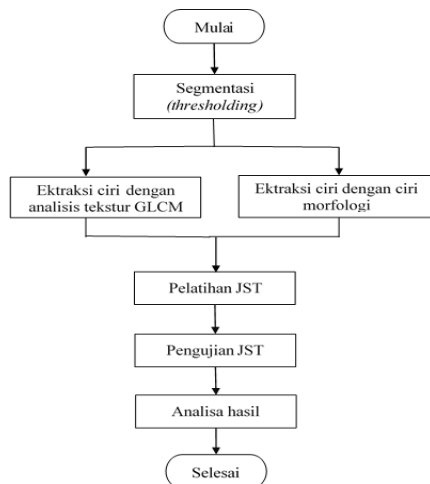 Mulai
Segmentasi
(thresholding)
Ektraksi ciri dengan
analisis tekstur GLCM
Ektraksi ciri dengan ciri
morfologi
Pelatihan JST
Pengujian JST
Analisa hasil
Selesai